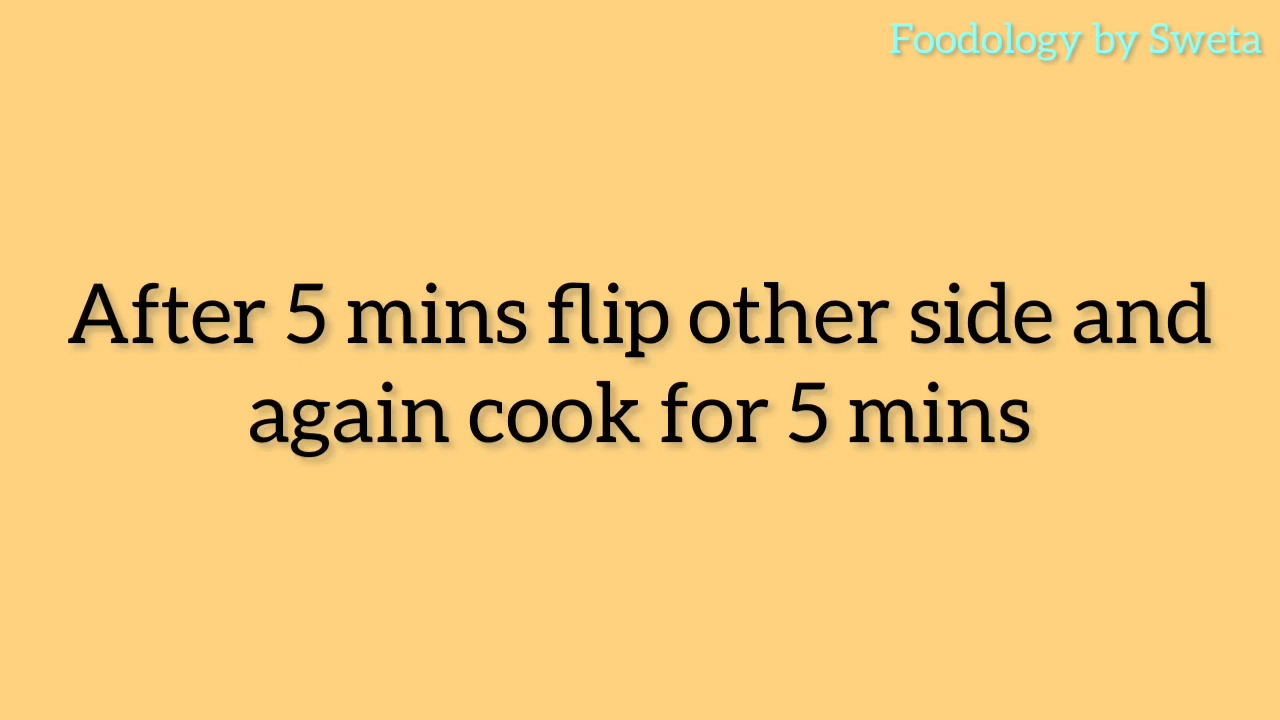 Foodology by Sweta
After 5 mins flip other side and
again cook for 5 mins